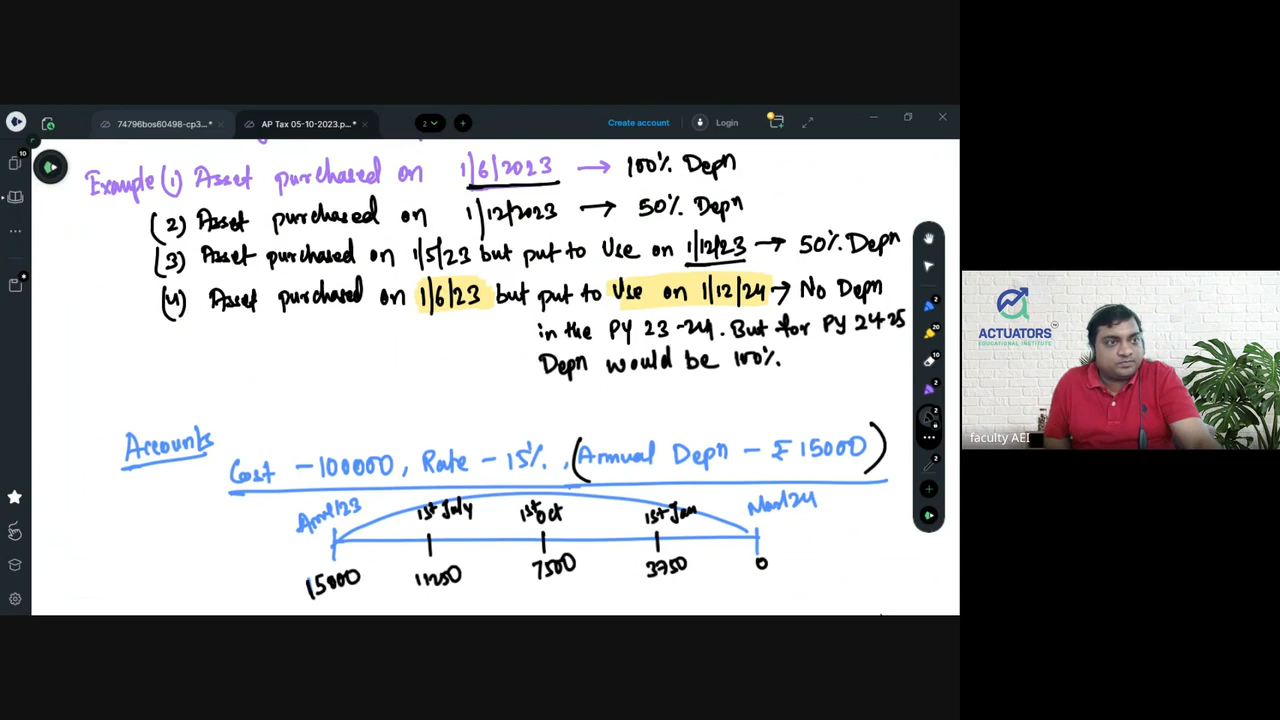 74796bos60498-cp3...*
AP Tax 05-10-2023.p...*
2
Create account
Login
Example (1) Asset purchased on 1/6/2023 → 100% Depn
(2) Asset purchased on 1/12/2023 → 50% Depn
(3) Asset purchased on 1/5/23 but put to Use on 1/12/23 → 50% Depn
(4) Asset purchased on 1/6/23 but put to Use on 1/12/24 → No Depn
in the PY 23-24. But for PY 24 25
Depn would be 100%.
Accounts
Cost - 100000, Rate - 15%, (Annual Depn - ₹ 15000)
April 23 1st July 1st Oct 1st Jan Mar 24
15000 11250 7500 3750 0
ACTUATORS
EDUCATIONAL INSTITUTE
faculty AEI